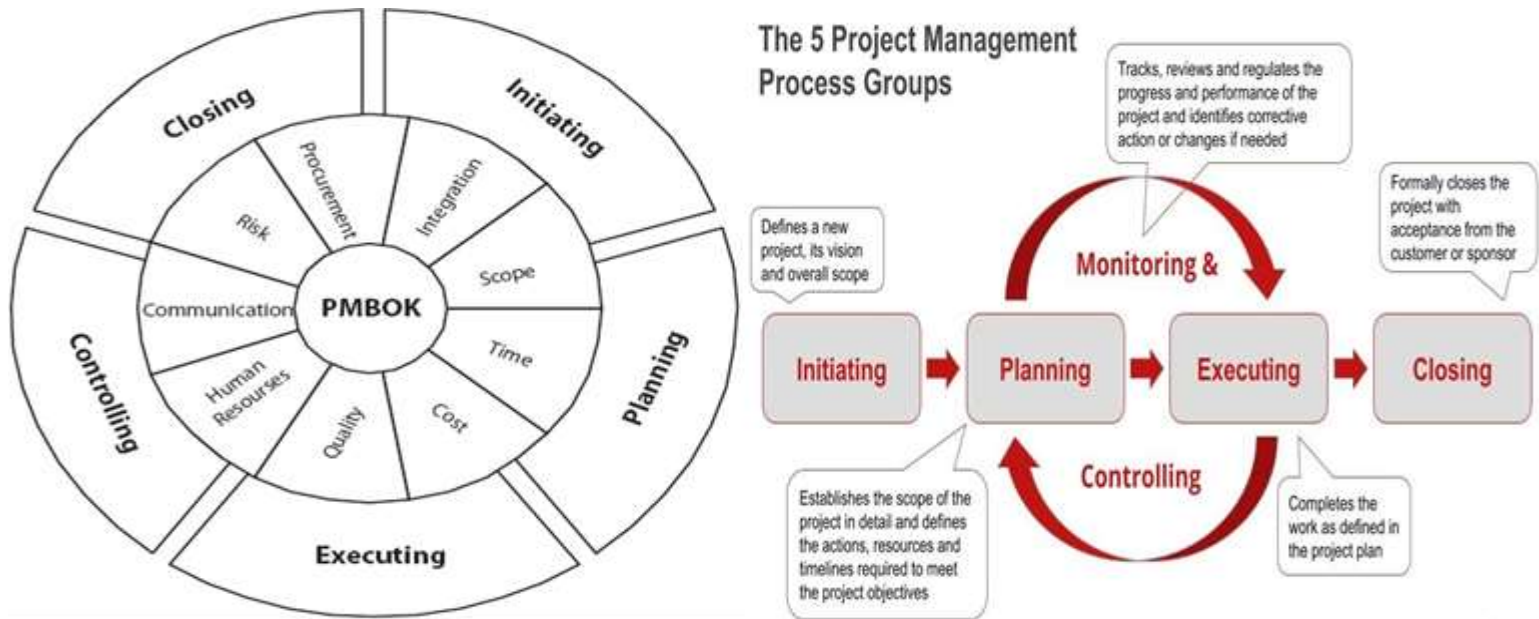 Closing
Initiating
Procurement
Integration
Risk
Scope
Communication
PMBOK
Time
Human
Resourses
Quality
Cost
Controlling
Planning
Executing
The 5 Project Management
Process Groups
Tracks, reviews and regulates the
progress and performance of the
project and identifies corrective
action or changes if needed
Formally closes the
project with
acceptance from the
customer or sponsor
Defines a new
project, its vision
and overall scope
Monitoring &
Initiating
Planning
Executing
Closing
Controlling
Establishes the scope of the
project in detail and defines
the actions, resources and
timelines required to meet
the project objectives
Completes the
work as defined in
the project plan